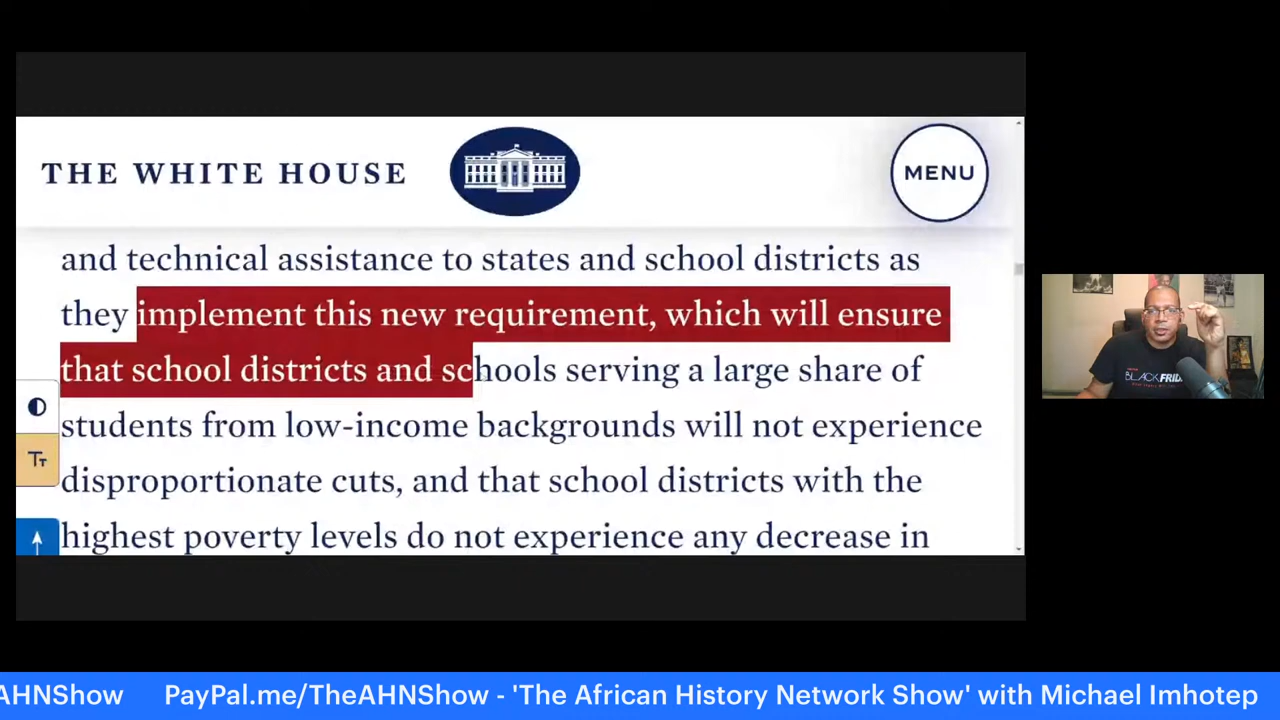 THE WHITE HOUSE
MENU
and technical assistance to states and school districts as
they implement this new requirement, which will ensure
that school districts and schools serving a large share of
students from low-income backgrounds will not experience
disproportionate cuts, and that school districts with the
highest poverty levels do not experience any decrease in
TT
BLACK FRID
AHNShow PayPal.me/TheAHNShow - 'The African History Network Show' with Michael Imhotep